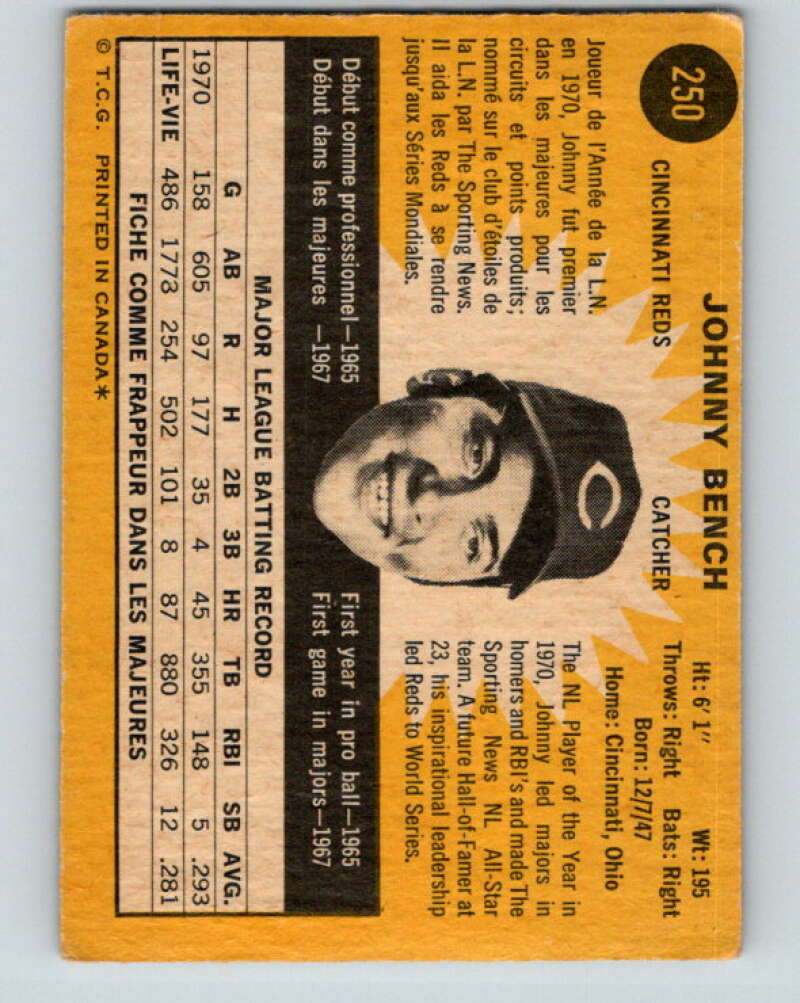 250
JOHNNY BENCH
CINCINNATI REDS CATCHER
Ht: 6' 1" Wt: 195
Throws: Right Bats: Right
Born: 12/7/47
Home: Cincinnati, Ohio
Joueur de l'Année de la L.N.
en 1970, Johnny fut premier
dans les majeures pour les
circuits et points produits;
nommé sur le club d'étoiles de
la L.N. par The Sporting News.
Il aida les Reds à se rendre
jusqu'aux Séries Mondiales.
C
The NL Player of the Year in
1970, Johnny led majors in
homers and RBI's and made The
Sporting News NL All-Star
team. A future Hall-of-Famer at
23, his inspirational leadership
led Reds to World Series.
Début comme professionnel—1965
Début dans les majeures —1967
First year in pro ball—1965
First game in majors—1967
MAJOR LEAGUE BATTING RECORD
G AB R H 2B 3B HR TB RBI SB AVG.
1970 158 605 97 177 35 4 45 355 148 5 .293
LIFE-VIE 486 1773 254 502 101 8 87 880 326 12 .281
FICHE COMME FRAPPEUR DANS LES MAJEURES
© T.C.G. PRINTED IN CANADA*